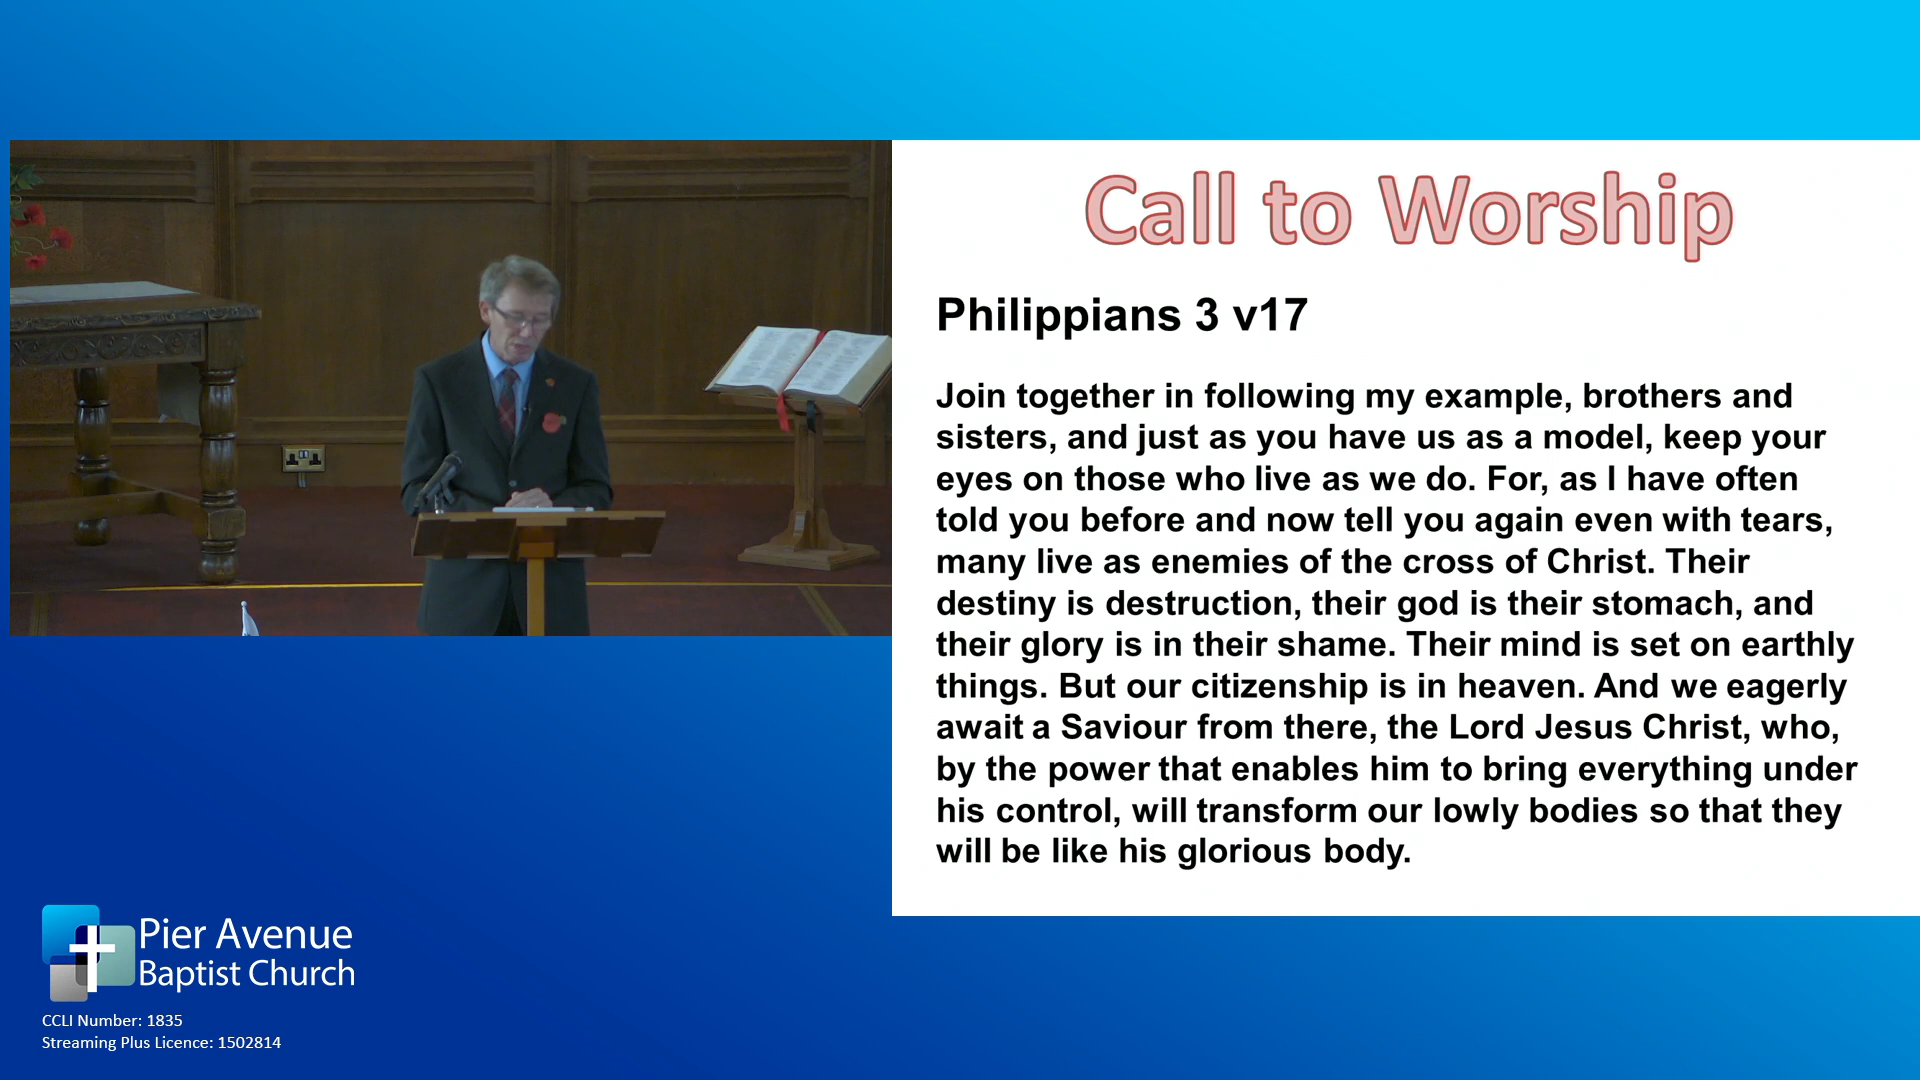 Call to Worship
Philippians 3 v17
Join together in following my example, brothers and
sisters, and just as you have us as a model, keep your
eyes on those who live as we do. For, as I have often
told you before and now tell you again even with tears,
many live as enemies of the cross of Christ. Their
destiny is destruction, their god is their stomach, and
their glory is in their shame. Their mind is set on earthly
things. But our citizenship is in heaven. And we eagerly
await a Saviour from there, the Lord Jesus Christ, who,
by the power that enables him to bring everything under
his control, will transform our lowly bodies so that they
will be like his glorious body.
Pier Avenue
Baptist Church
CCLI Number: 1835
Streaming Plus Licence: 1502814